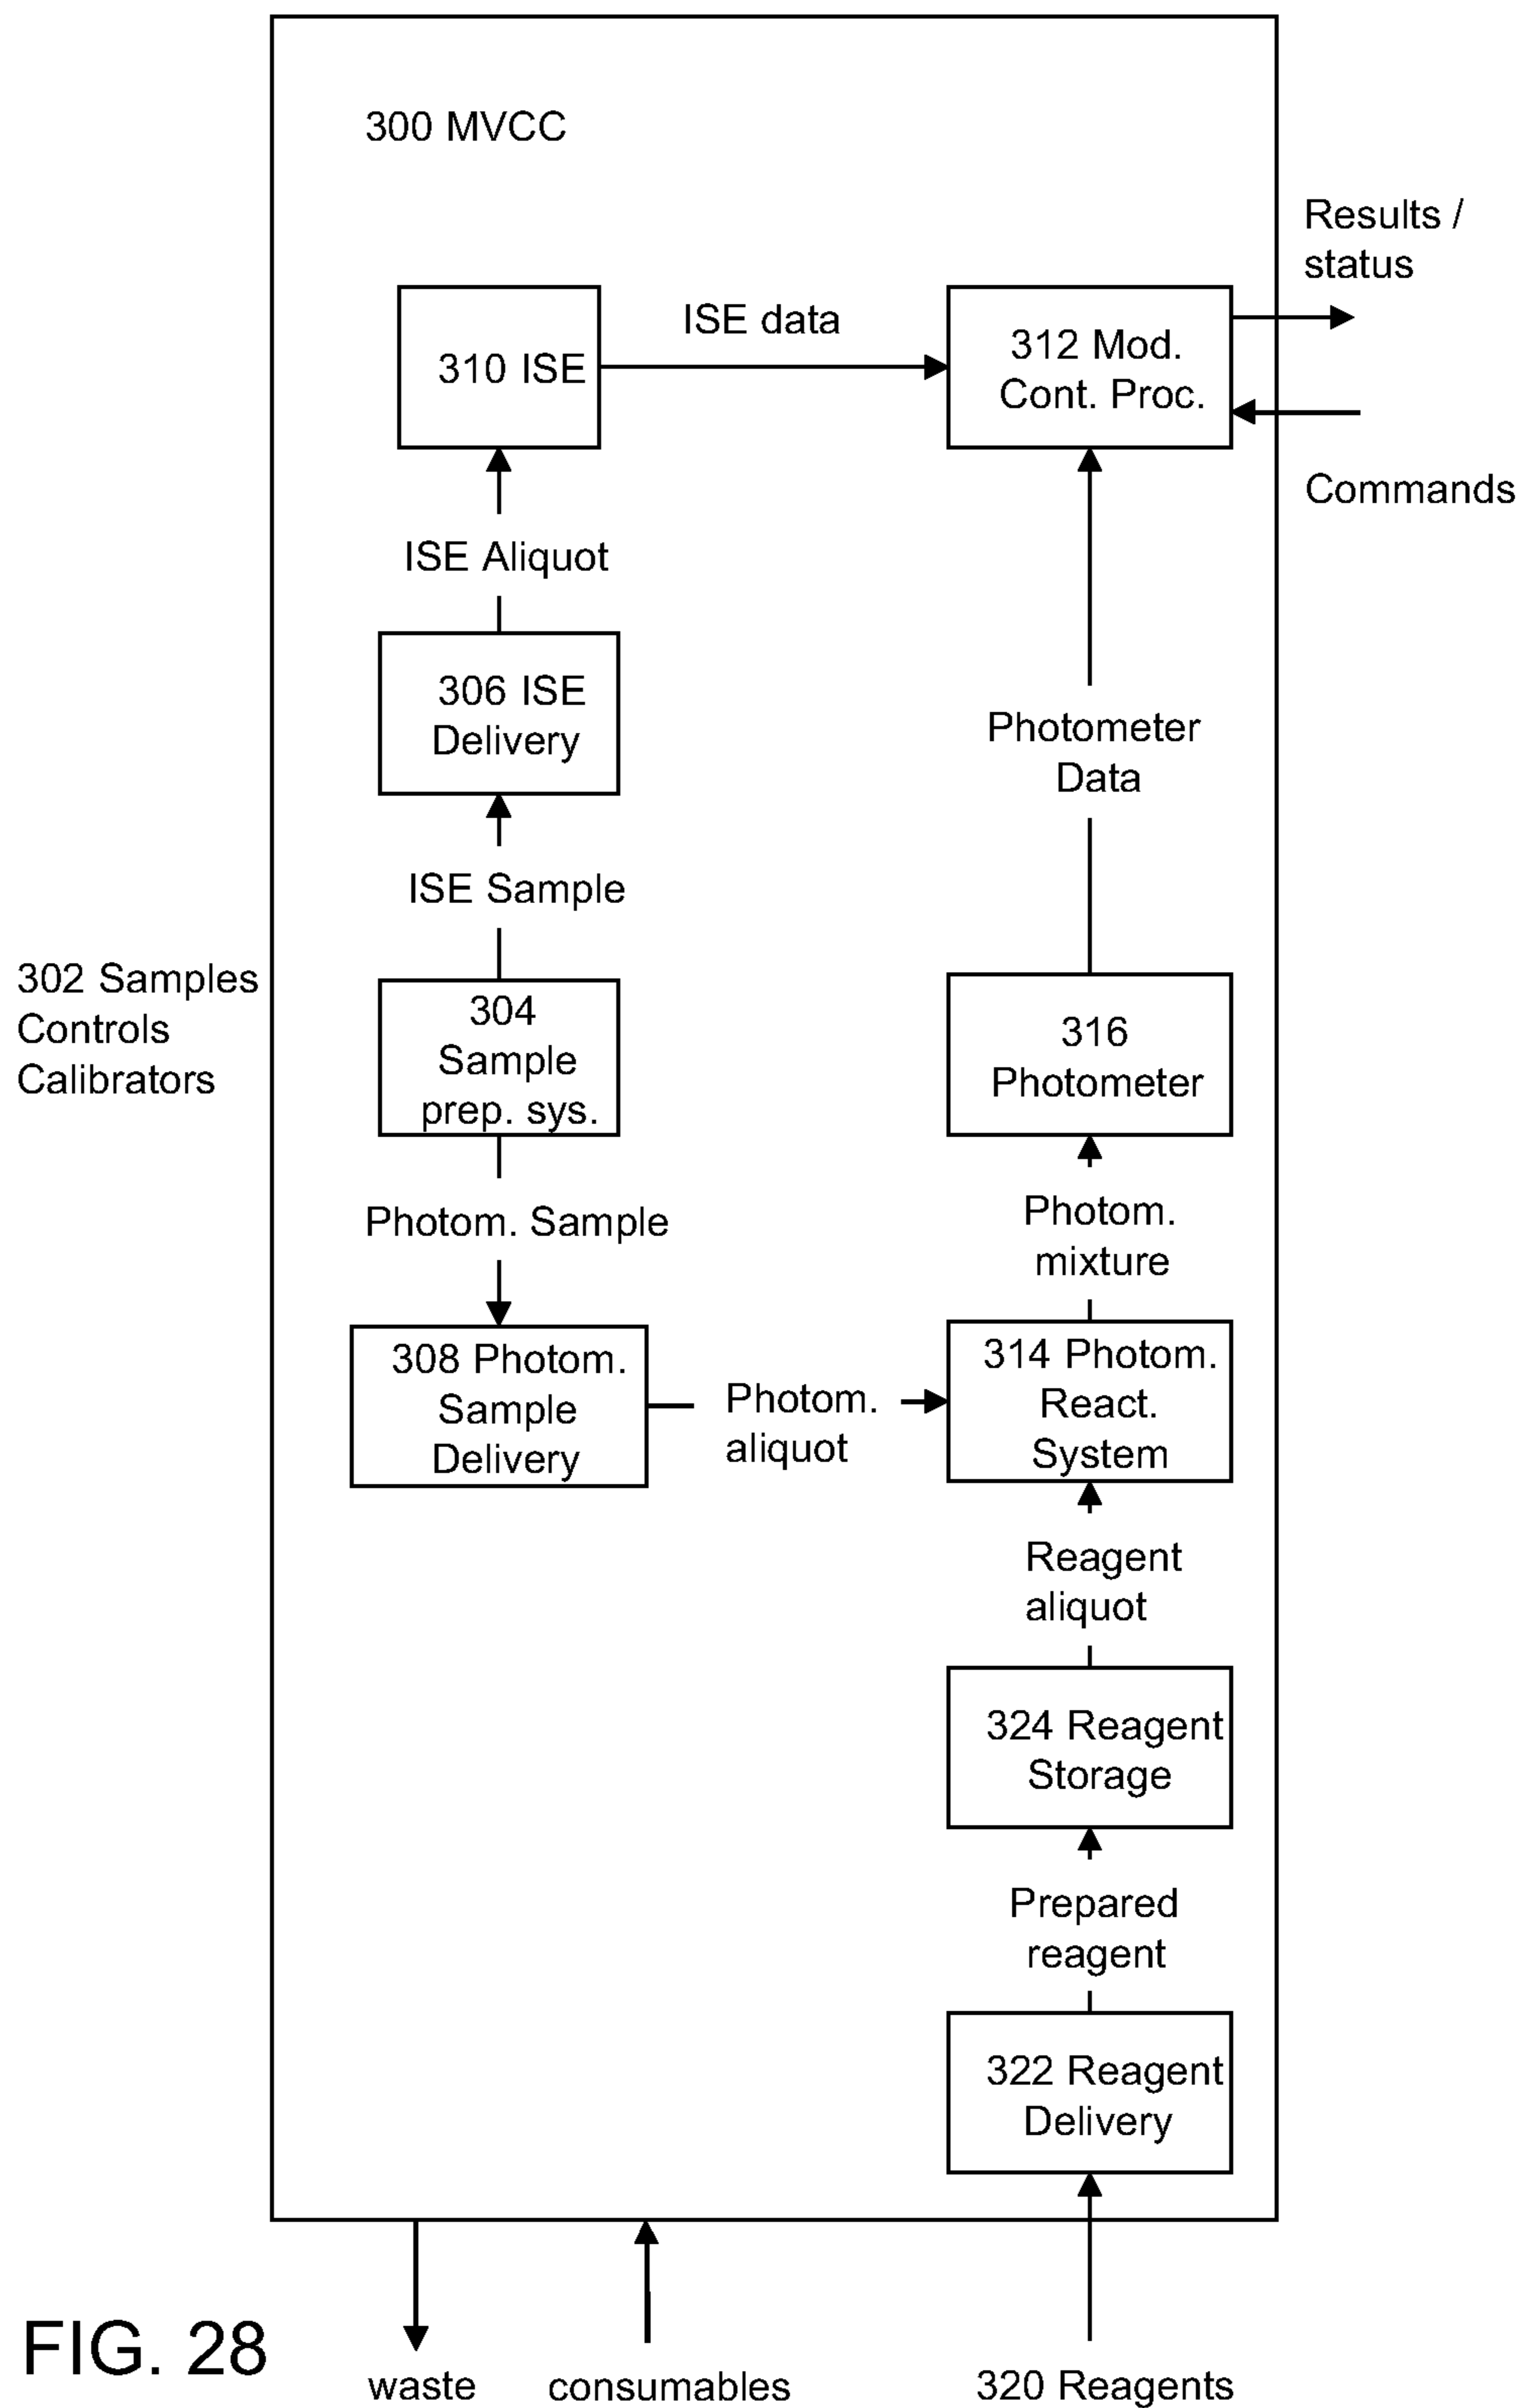 300 MVCC
Results /
status
310 ISE
ISE data
312 Mod.
Cont. Proc.
Commands
ISE Aliquot
306 ISE
Delivery
Photometer
Data
ISE Sample
302 Samples
Controls
Calibrators
304
Sample
prep. sys.
316
Photometer
Photom. Sample
Photom.
mixture
308 Photom.
Sample
Delivery
Photom.
aliquot
314 Photom.
React.
System
Reagent
aliquot
324 Reagent
Storage
Prepared
reagent
322 Reagent
Delivery
FIG. 28
waste
consumables
320 Reagents